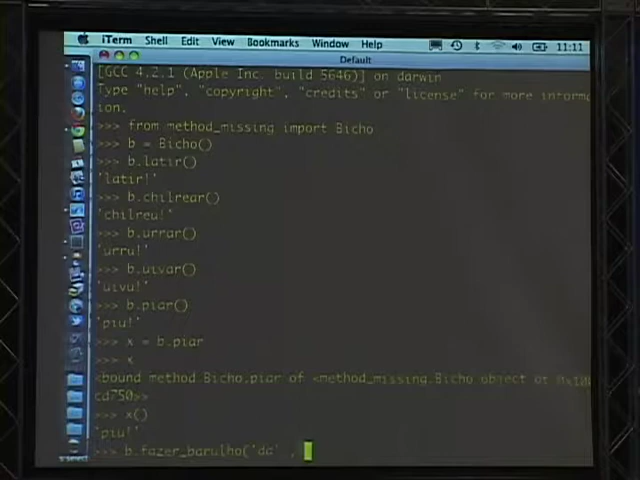 iTerm Shell Edit View Bookmarks Window Help 11:11
Default
[GCC 4.2.1 (Apple Inc. build 5646)] on darwin
Type "help", "copyright", "credits" or "license" for more informa
ion.
>>> from method_missing import Bicho
>>> b = Bicho()
>>> b.latir()
'latir!'
>>> b.chilrear()
'chilreu!'
>>> b.urrar()
'urru!'
>>> b.uivar()
'uivu!'
>>> b.piar()
'piu!'
>>> x = b.piar
>>> x
<bound method Bicho.piar of <method_missing.Bicho object at 0x10
cd750>>
>>> x()
'piu!'
>>> b.fazer_barulho('da' ,